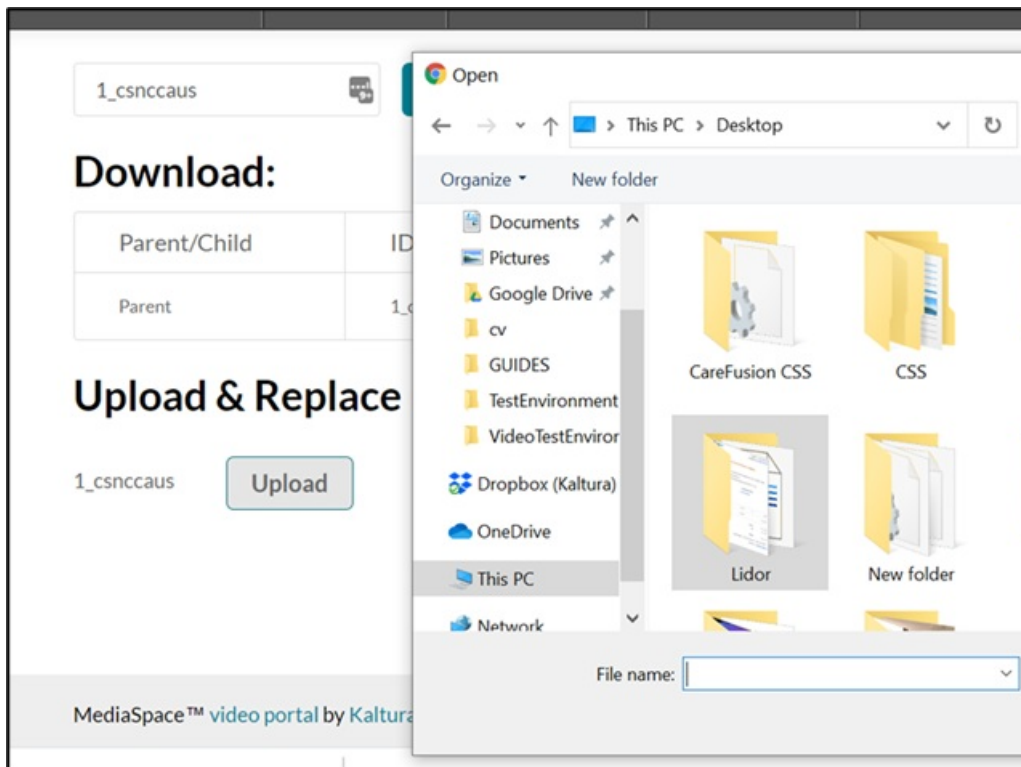 1_csnccaus
Download:
Parent/Child ID
Parent
Upload & Replace
1_csnccaus Upload
MediaSpace™ video portal by Kaltura
Open
This PC > Desktop
Organize New folder
Documents
Pictures
Google Drive
cv
GUIDES
TestEnvironment
VideoTestEnviror
Dropbox (Kaltura)
OneDrive
This PC
Network
CareFusion CSS CSS
Lidor New folder
File name: